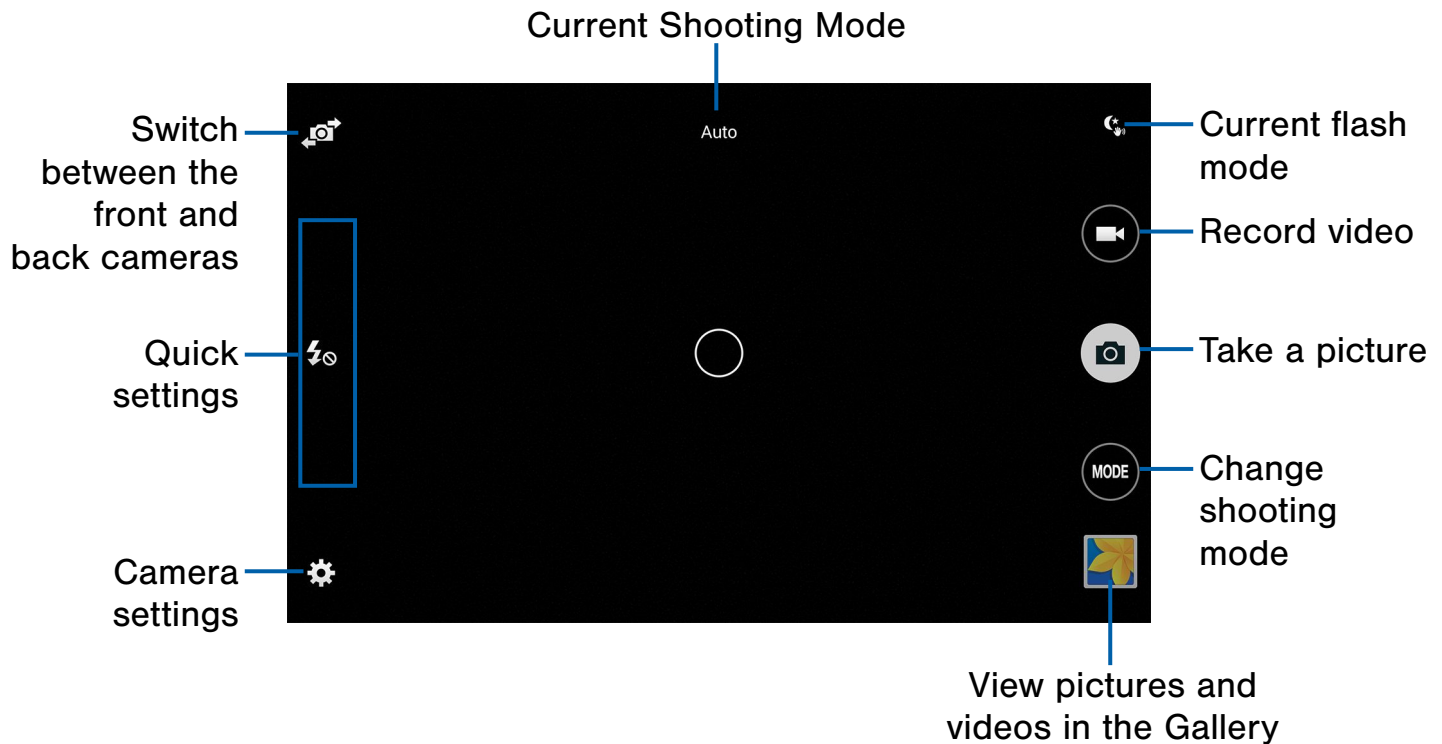 Current Shooting Mode
Switch
between the
front and
back cameras
Auto
Current flash
mode
Record video
Quick
settings
Take a picture
MODE
Change
shooting
mode
Camera
settings
View pictures and
videos in the Gallery